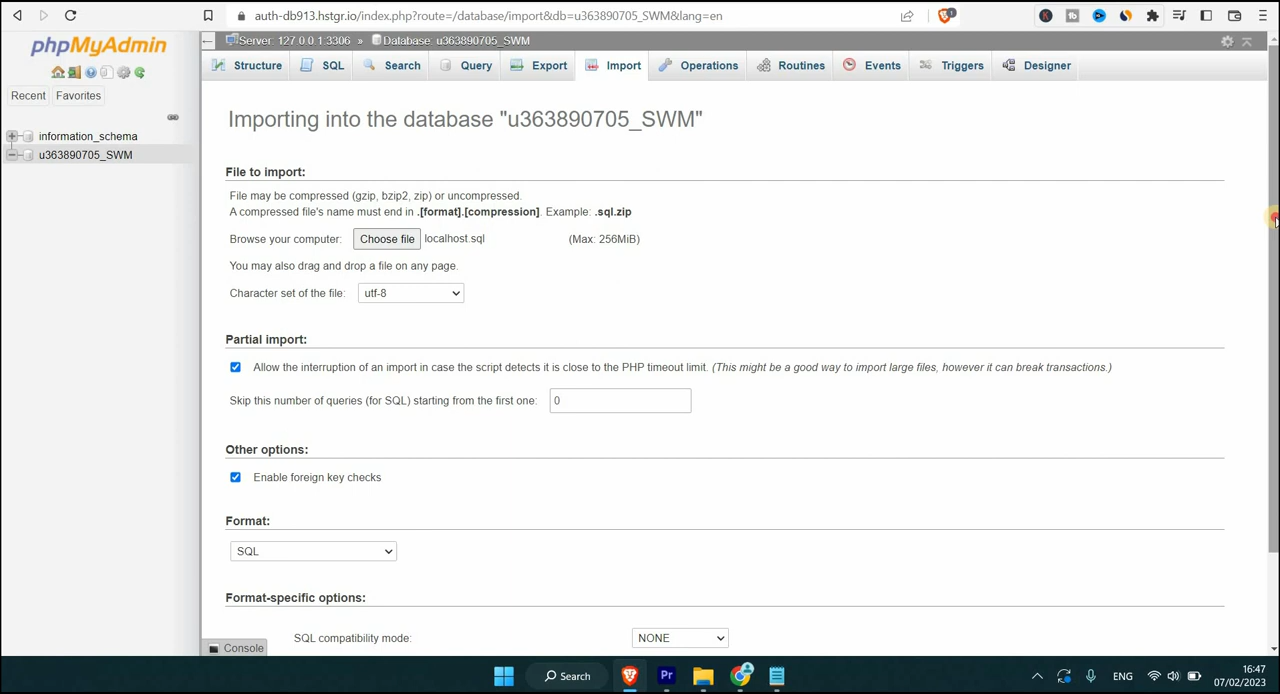 auth-db913.hstgr.io/index.php?route=/database/import&db=u363890705_SWM&lang=en
phpMyAdmin
Recent Favorites
information_schema
u363890705_SWM
Server: 127.0.0.1:3306 » Database: u363890705_SWM
Structure SQL Search Query Export Import Operations Routines Events Triggers Designer
Importing into the database "u363890705_SWM"
File to import:
File may be compressed (gzip, bzip2, zip) or uncompressed.
A compressed file's name must end in .[format].[compression]. Example: .sql.zip
Browse your computer: Choose file localhost.sql (Max: 256MiB)
You may also drag and drop a file on any page.
Character set of the file: utf-8
Partial import:
Allow the interruption of an import in case the script detects it is close to the PHP timeout limit. (This might be a good way to import large files, however it can break transactions.)
Skip this number of queries (for SQL) starting from the first one: 0
Other options:
Enable foreign key checks
Format:
SQL
Format-specific options:
SQL compatibility mode: NONE
Console
Search
Pr
ENG
16:47
07/02/2023